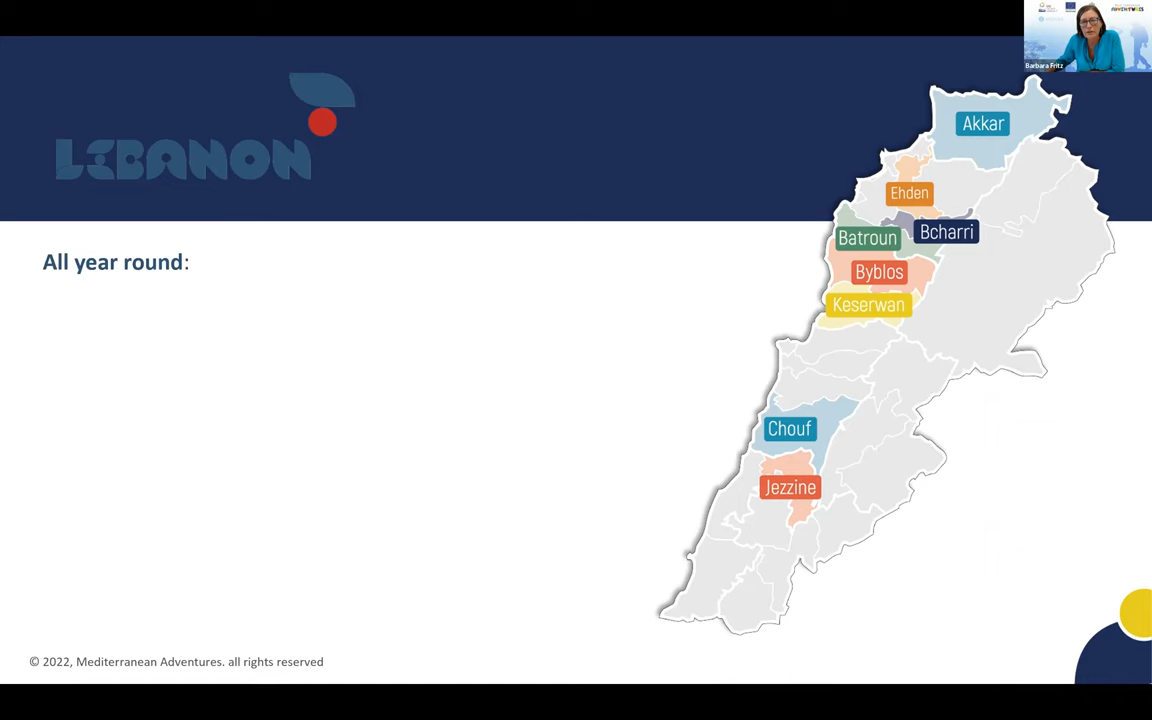 Barbara Fritz
LEBANON
Akkar
Ehden
Bcharri
Batroun
Byblos
Keserwan
Chouf
Jezzine
All year round:
© 2022, Mediterranean Adventures. all rights reserved